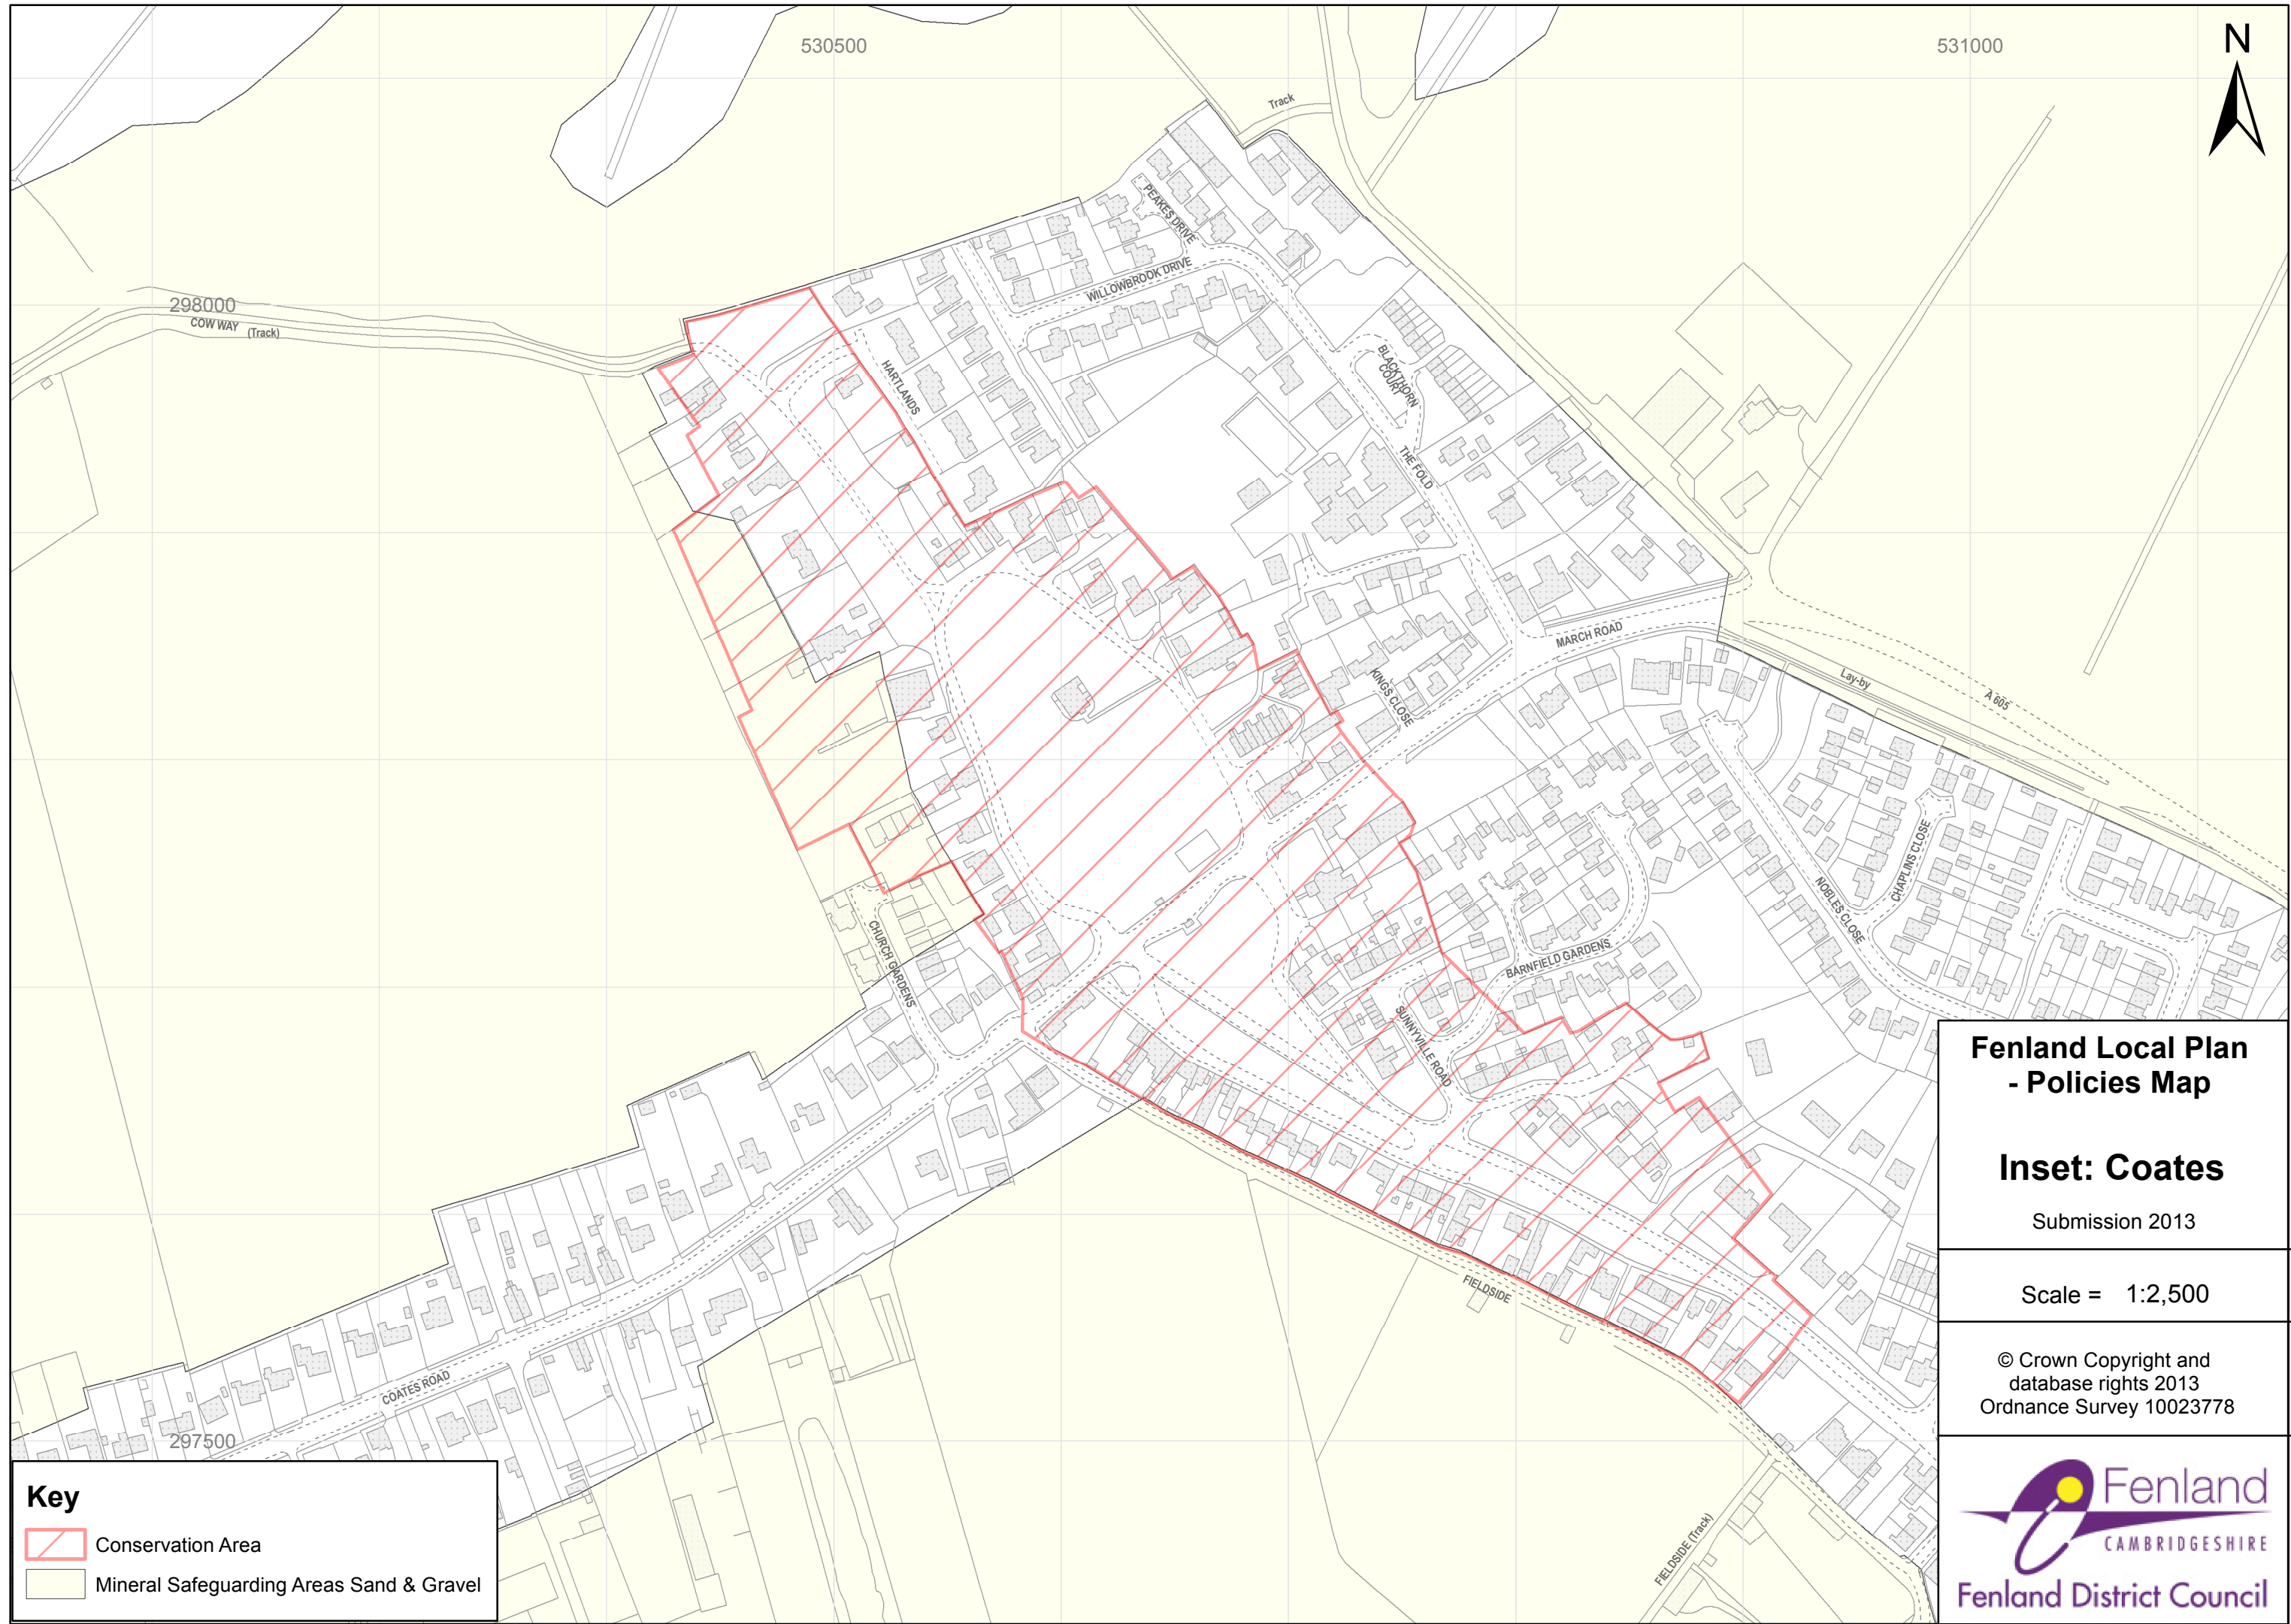 530500
531000
N
Track
PEAKES DRIVE
WILLOWBROOK DRIVE
298000
COW WAY (Track)
HARTLANDS
BLACKTHORN
COURT
THE FOLD
MARCH ROAD
KINGS CLOSE
Lay-by
A 605
CHAPLINS CLOSE
NOBLES CLOSE
CHURCH GARDENS
BARNFIELD GARDENS
SUNNYVILLE ROAD
FIELDSIDE
COATES ROAD
297500
FIELDSIDE (Track)
Key
Conservation Area
Mineral Safeguarding Areas Sand & Gravel
Fenland Local Plan
- Policies Map
Inset: Coates
Submission 2013
Scale = 1:2,500
© Crown Copyright and
database rights 2013
Ordnance Survey 10023778
Fenland
CAMBRIDGESHIRE
Fenland District Council